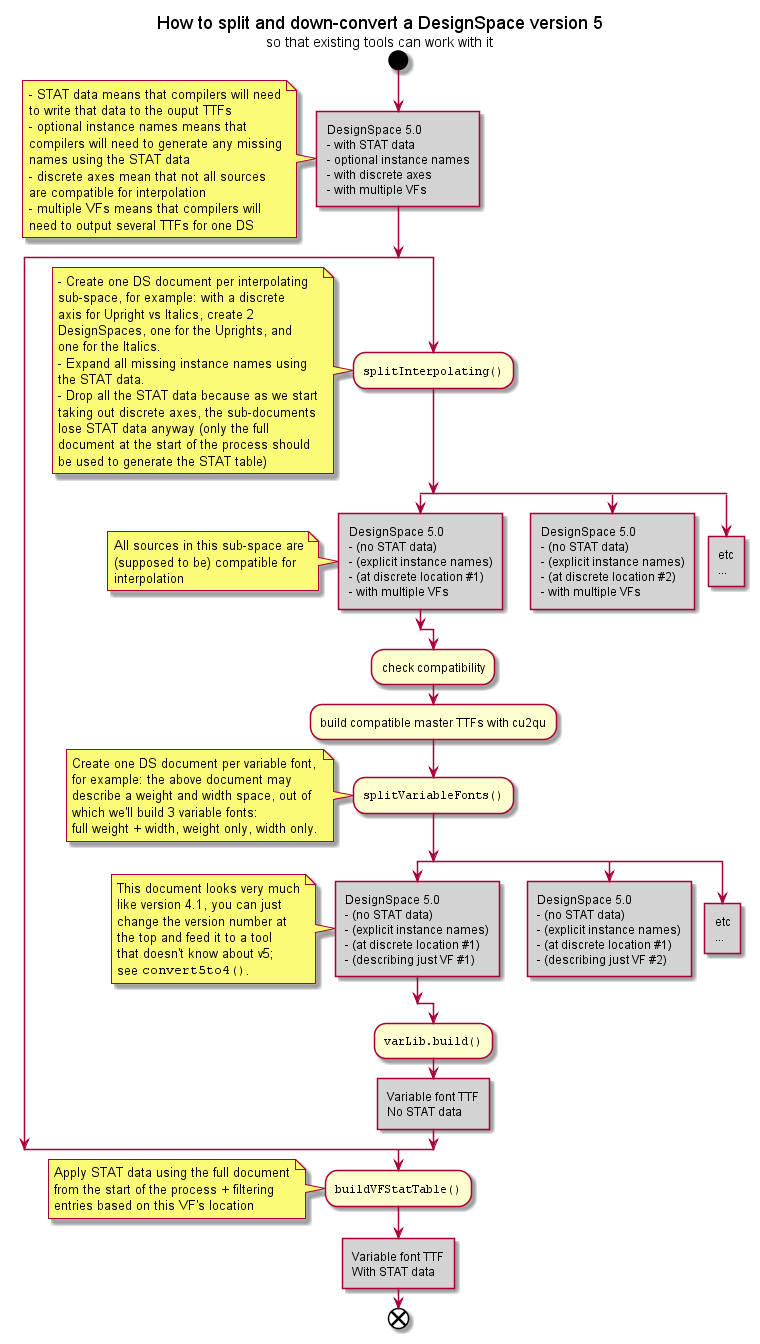 How to split and down-convert a DesignSpace version 5
so that existing tools can work with it
- STAT data means that compilers will need
to write that data to the ouput TTFs
- optional instance names means that
compilers will need to generate any missing
names using the STAT data
- discrete axes mean that not all sources
are compatible for interpolation
- multiple VFs means that compilers will
need to output several TTFs for one DS
DesignSpace 5.0
- with STAT data
- optional instance names
- with discrete axes
- with multiple VFs
- Create one DS document per interpolating
sub-space, for example: with a discrete
axis for Upright vs Italics, create 2
DesignSpaces, one for the Uprights, and
one for the Italics.
- Expand all missing instance names using
the STAT data.
- Drop all the STAT data because as we start
taking out discrete axes, the sub-documents
lose STAT data anyway (only the full
document at the start of the process should
be used to generate the STAT table)
splitInterpolating()
All sources in this sub-space are
(supposed to be) compatible for
interpolation
DesignSpace 5.0
- (no STAT data)
- (explicit instance names)
- (at discrete location #1)
- with multiple VFs
DesignSpace 5.0
- (no STAT data)
- (explicit instance names)
- (at discrete location #2)
- with multiple VFs
etc
...
check compatibility
build compatible master TTFs with cu2qu
Create one DS document per variable font,
for example: the above document may
describe a weight and width space, out of
which we'll build 3 variable fonts:
full weight + width, weight only, width only.
splitVariableFonts()
This document looks very much
like version 4.1, you can just
change the version number at
the top and feed it to a tool
that doesn't know about v5;
see convert5to4().
DesignSpace 5.0
- (no STAT data)
- (explicit instance names)
- (at discrete location #1)
- (describing just VF #1)
DesignSpace 5.0
- (no STAT data)
- (explicit instance names)
- (at discrete location #1)
- (describing just VF #2)
etc
...
varLib.build()
Variable font TTF
No STAT data
Apply STAT data using the full document
from the start of the process + filtering
entries based on this VF's location
buildVFStatTable()
Variable font TTF
With STAT data